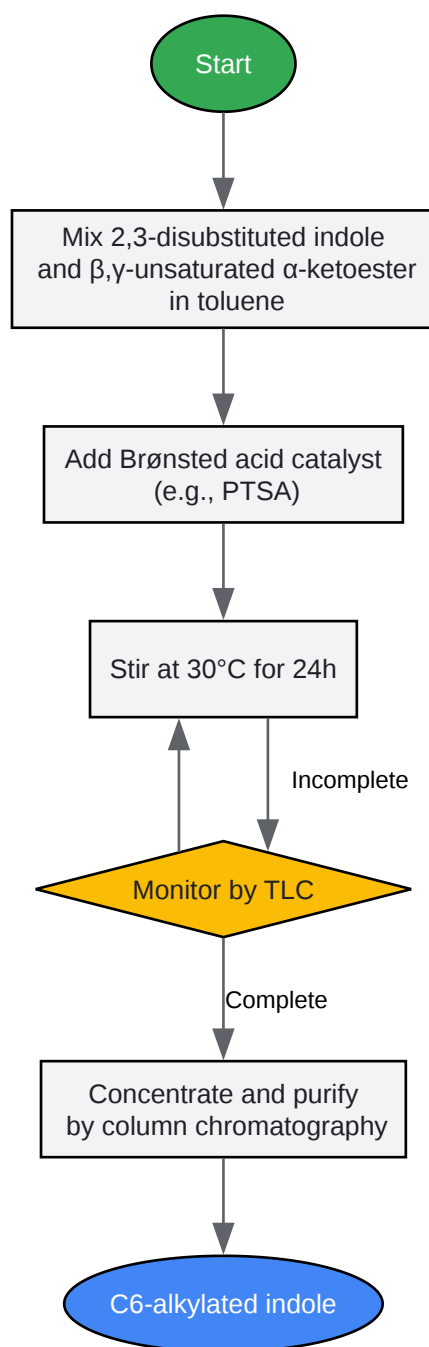 Start
Mix 2,3-disubstituted indole
and β,γ-unsaturated α-ketoester
in toluene
Add Brønsted acid catalyst
(e.g., PTSA)
Stir at 30°C for 24h
Incomplete
Monitor by TLC
Complete
Concentrate and purify
by column chromatography
C6-alkylated indole